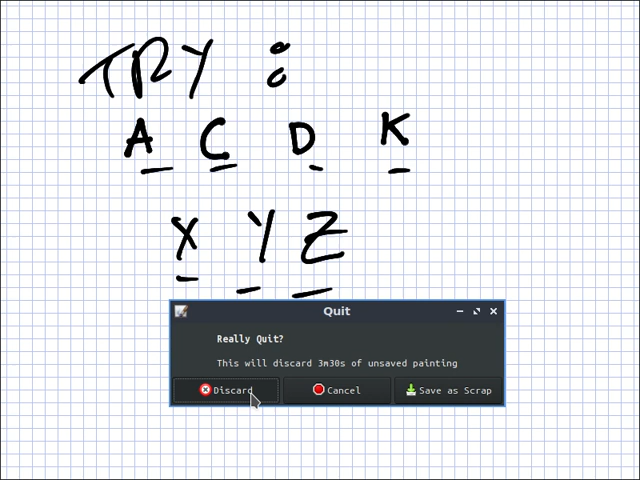 TRY :
A C D K
X Y Z
Quit
Really Quit?
This will discard 3m30s of unsaved painting
Discard Cancel Save as Scrap